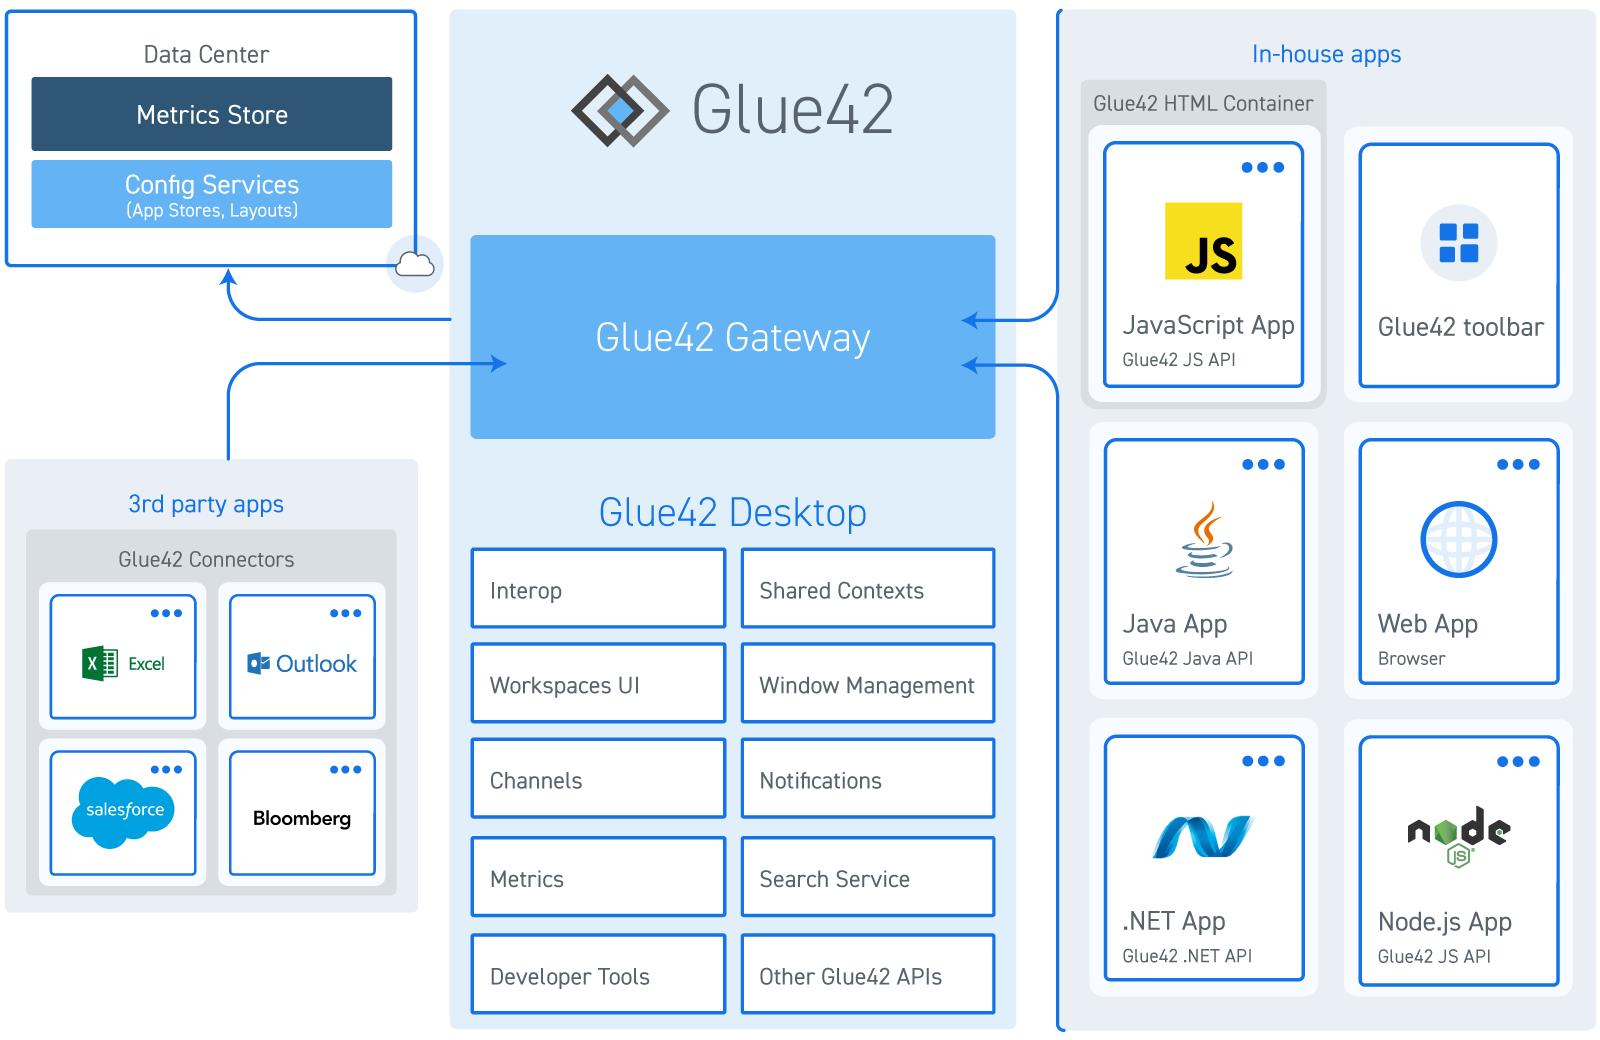 Data Center
Metrics Store
Config Services
(App Stores, Layouts)
3rd party apps
Glue42 Connectors
Excel
Outlook
salesforce
Bloomberg
Glue42
Glue42 Gateway
Glue42 Desktop
Interop
Shared Contexts
Workspaces UI
Window Management
Channels
Notifications
Metrics
Search Service
Developer Tools
Other Glue42 APIs
In-house apps
Glue42 HTML Container
JS
JavaScript App
Glue42 JS API
Glue42 toolbar
Java App
Glue42 Java API
Web App
Browser
.NET App
Glue42 .NET API
node
JS
Node.js App
Glue42 JS API